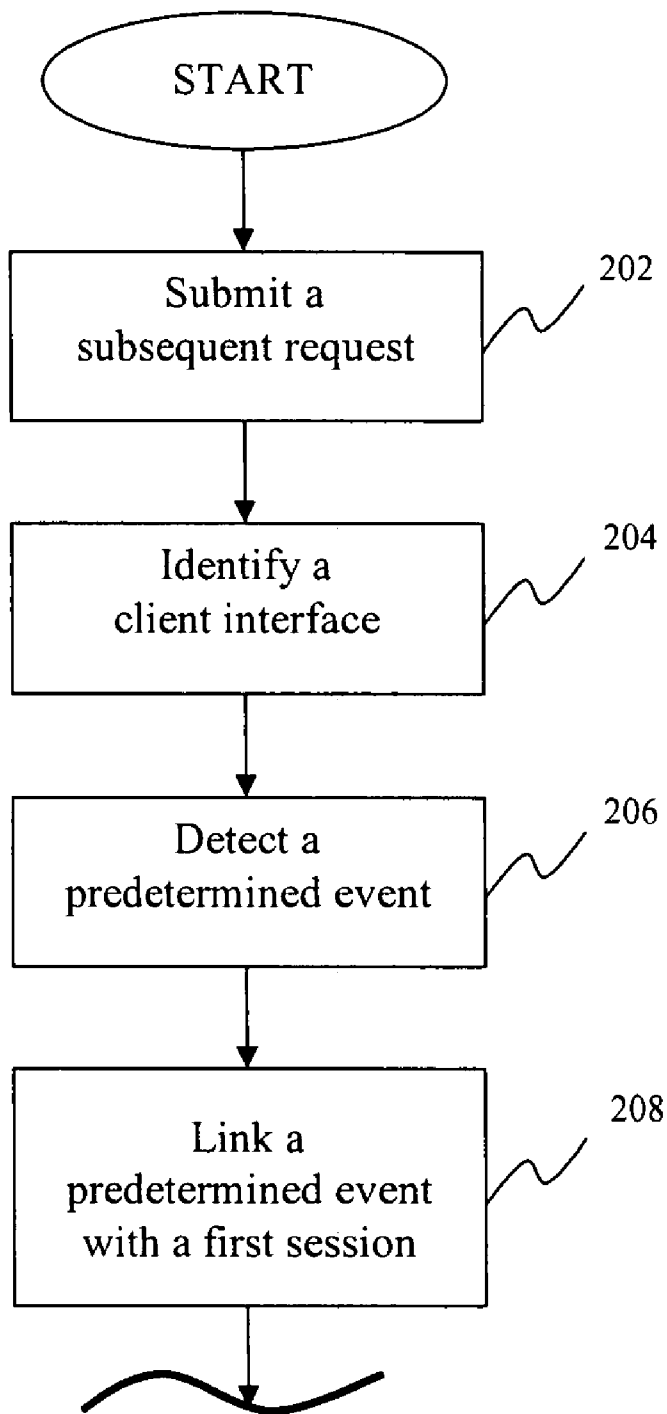 START
Submit a
subsequent request
202
Identify a
client interface
204
Detect a
predetermined event
206
Link a
predetermined event
with a first session
208